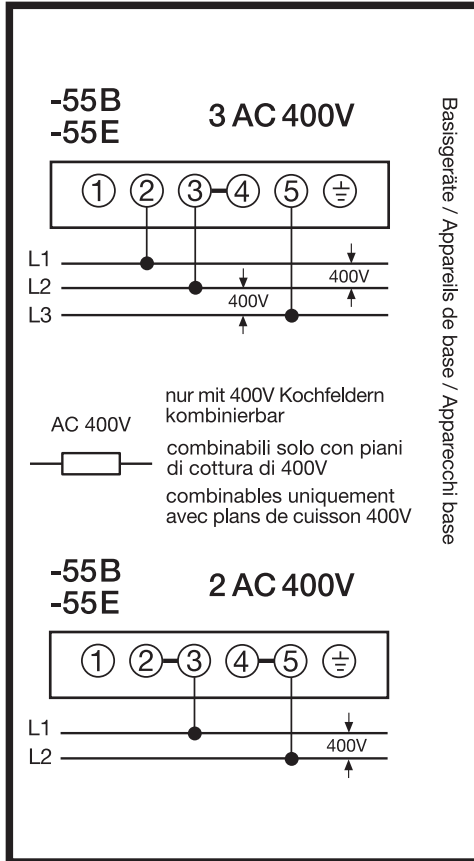 -55B
-55E
3 AC 400V
1 2 3 4 5
L1
L2
L3
400V
400V
AC 400V
nur mit 400V Kochfeldern
kombinierbar
combinabili solo con piani
di cottura di 400V
combinables uniquement
avec plans de cuisson 400V
-55B
-55E
2 AC 400V
1 2 3 4 5
L1
L2
400V
Basisgeräte / Appareils de base / Apparecchi base